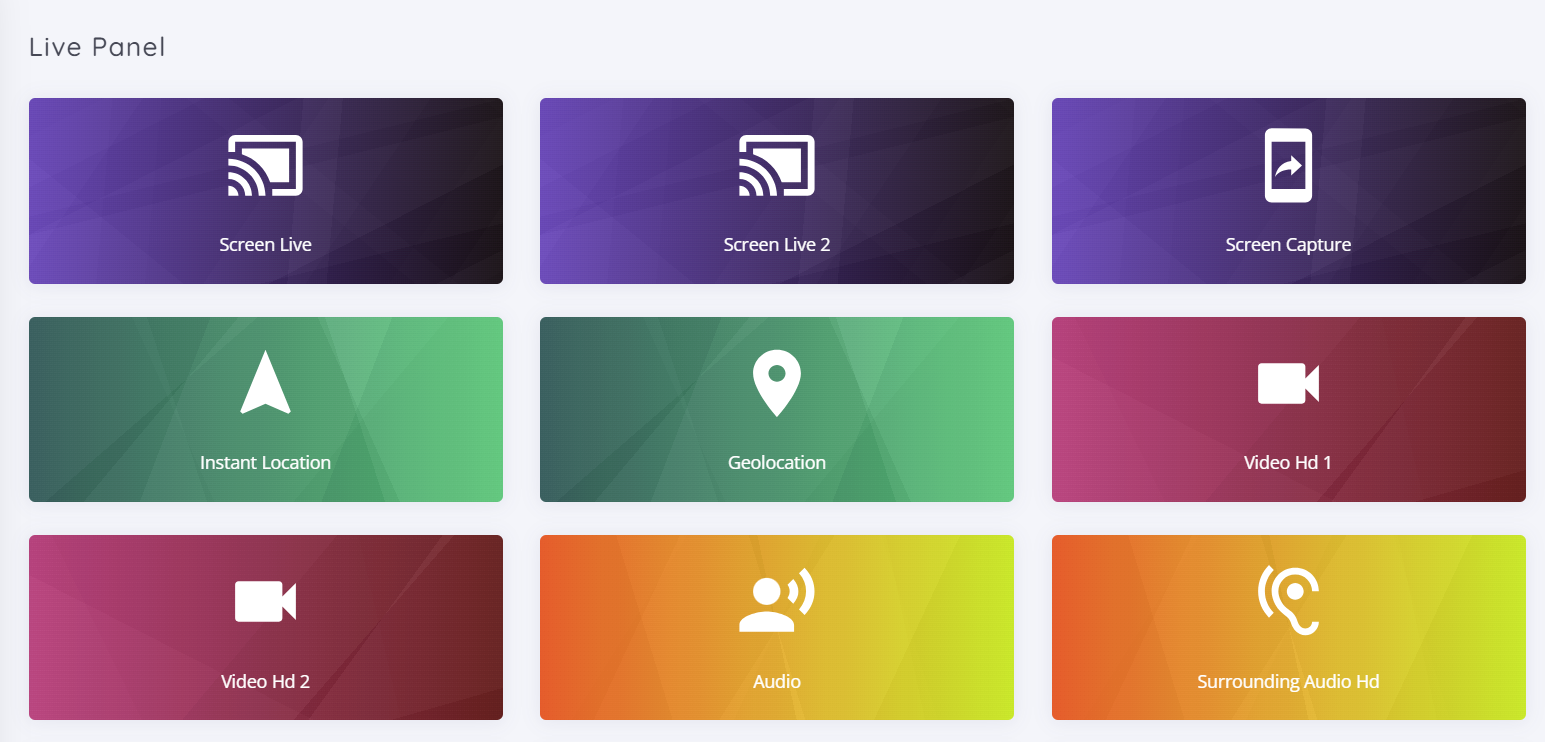 Live Panel
Screen Live
Screen Live 2
Screen Capture
Instant Location
Geolocation
Video Hd 1
Video Hd 2
Audio
Surrounding Audio Hd